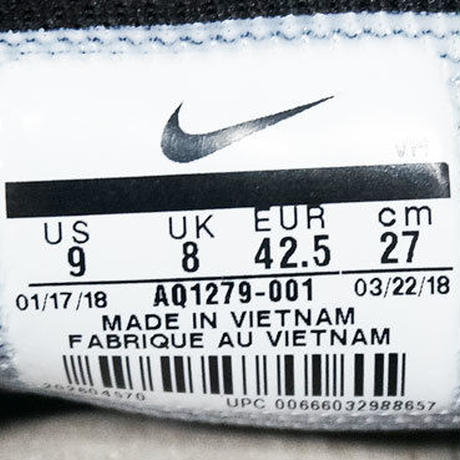 US UK EUR cm
9 8 42.5 27
01/17/18 AQ1279-001 03/22/18
MADE IN VIETNAM
FABRIQUE AU VIETNAM
UPC 00666032988657